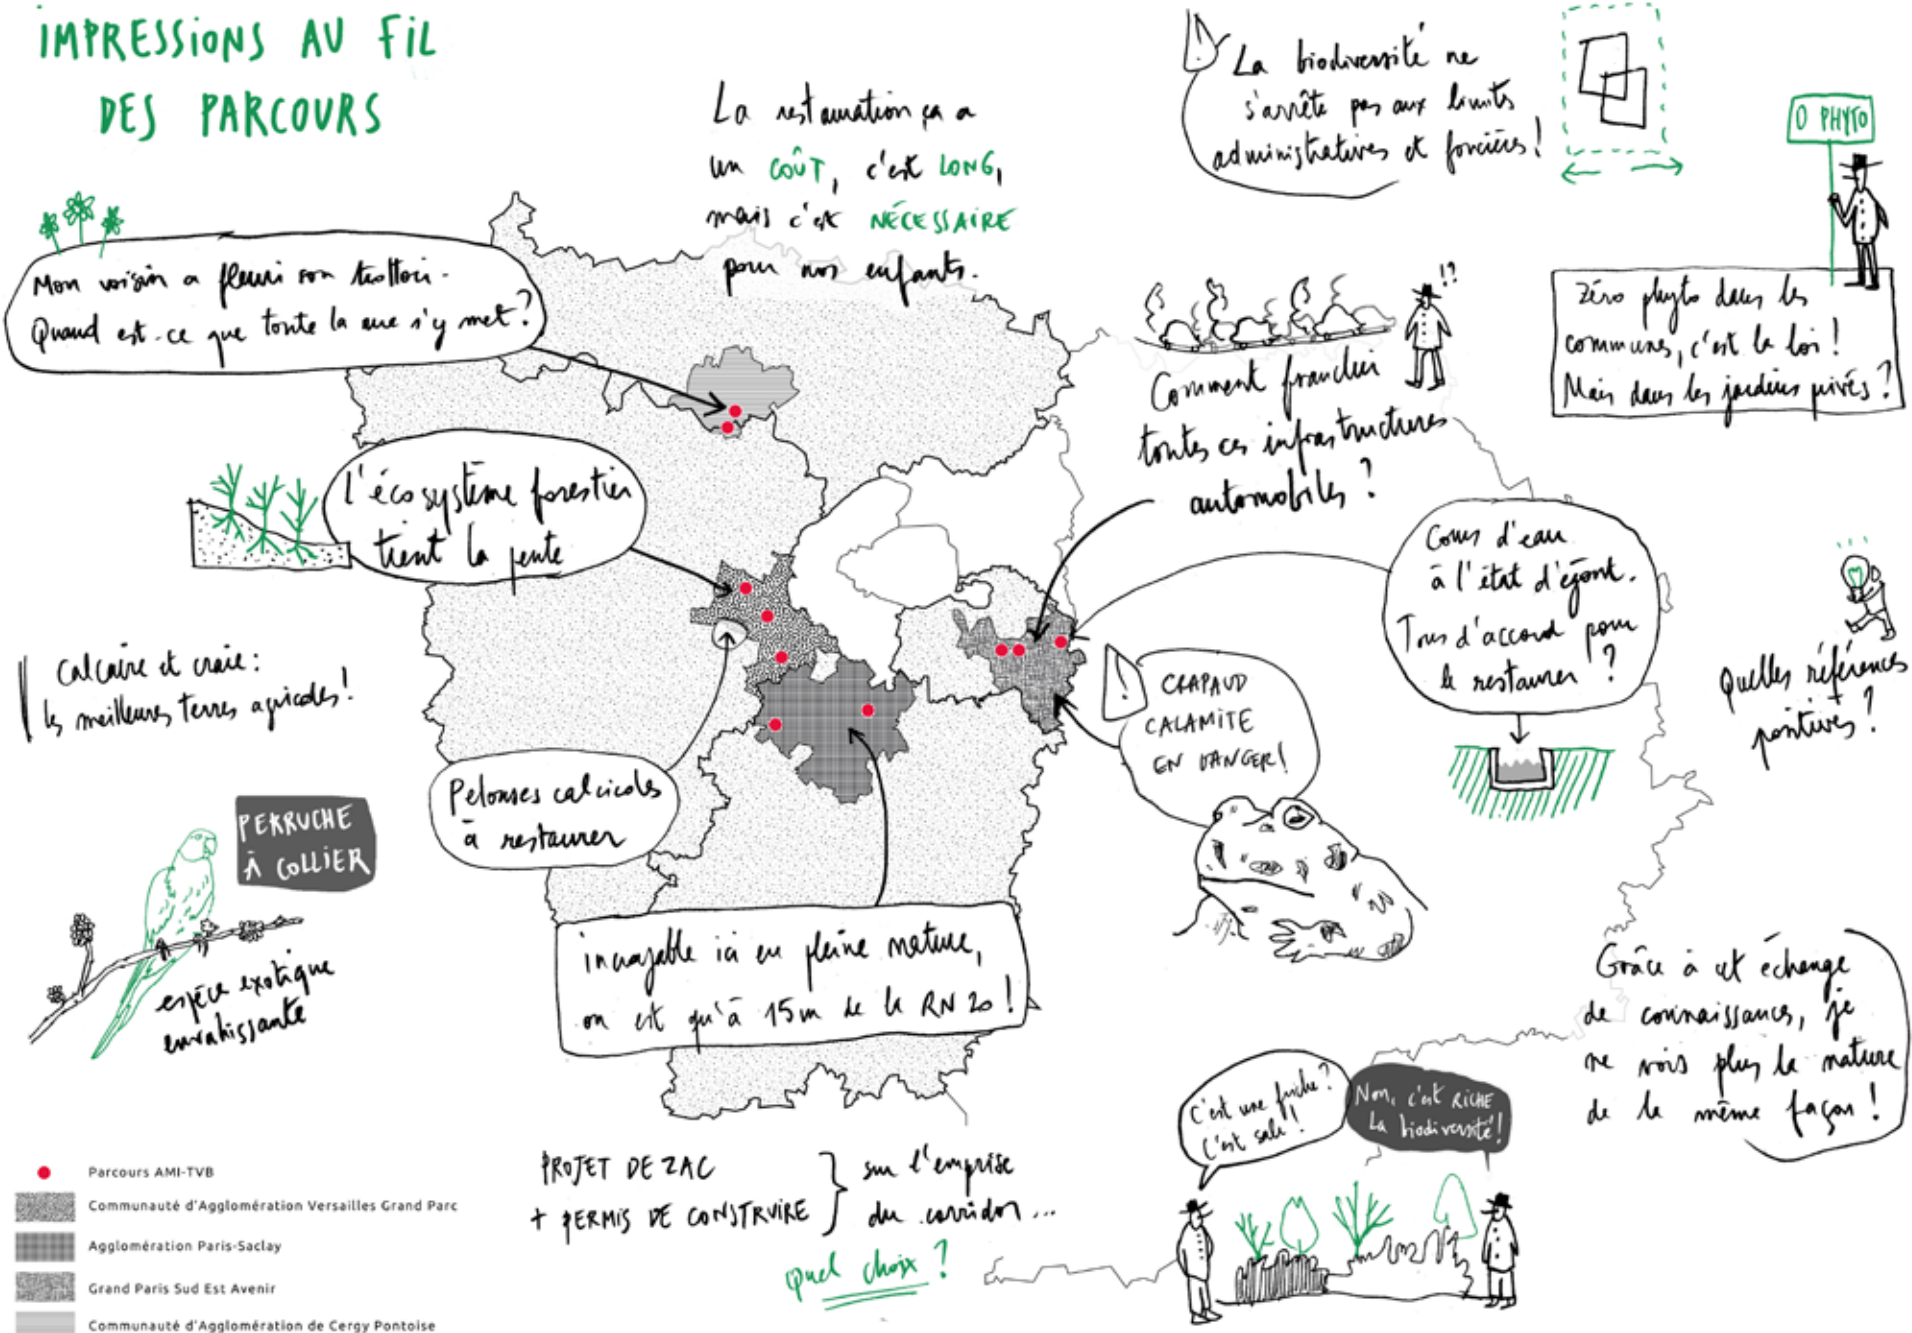 IMPRESSIONS AU FIL
DES PARCOURS
La restauration ça a
un COÛT, c'est LONG,
mais c'est NÉCESSAIRE
pour nos enfants.
La biodiversité ne
s'arrête pas aux limites
administratives et foncières !
0 PHYTO
Zéro phyto dans les
communes, c'est la loi !
Mais dans les jardins privés ?
Mon voisin a fleuri son trottoir.
Quand est-ce que toute la rue s'y met ?
!?
Comment franchir
toutes ces infrastructures
automobiles ?
L'écosystème forestier
tient la pente
Cours d'eau
à l'état d'égout.
Tous d'accord pour
le restaurer ?
Calcaire et craie :
les meilleures terres agricoles !
Quelles références
positives ?
!
CRAPAUD
CALAMITE
EN DANGER !
Pelouses calcicoles
à restaurer
PERRUCHE
À COLLIER
espèce exotique
envahissante
incroyable ici en pleine nature,
on est qu'à 15m de la RN 20 !
Grâce à cet échange
de connaissances, je
ne vois plus la nature
de la même façon !
C'est une friche ?
C'est sale !
Non, c'est RICHE
La biodiversité !
PROJET DE ZAC
+ PERMIS DE CONSTRUIRE
sur l'emprise
du corridor ...
Quel choix ?
Parcours AMI-TVB
Communauté d'Agglomération Versailles Grand Parc
Agglomération Paris-Saclay
Grand Paris Sud Est Avenir
Communauté d'Agglomération de Cergy Pontoise